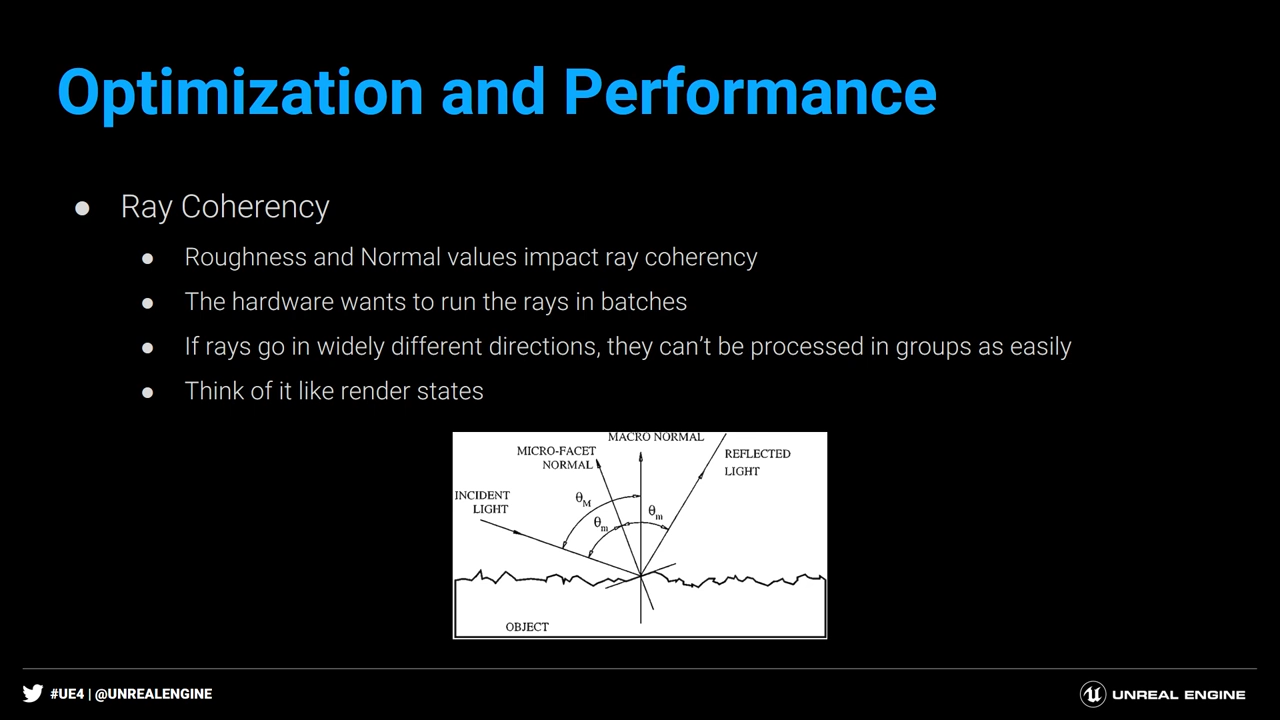 Optimization and Performance
● Ray Coherency
● Roughness and Normal values impact ray coherency
● The hardware wants to run the rays in batches
● If rays go in widely different directions, they can’t be processed in groups as easily
● Think of it like render states
MACRO NORMAL
MICRO-FACET
NORMAL
REFLECTED
LIGHT
INCIDENT
LIGHT
θM
θm
θm
OBJECT
#UE4 | @UNREALENGINE
UNREAL ENGINE